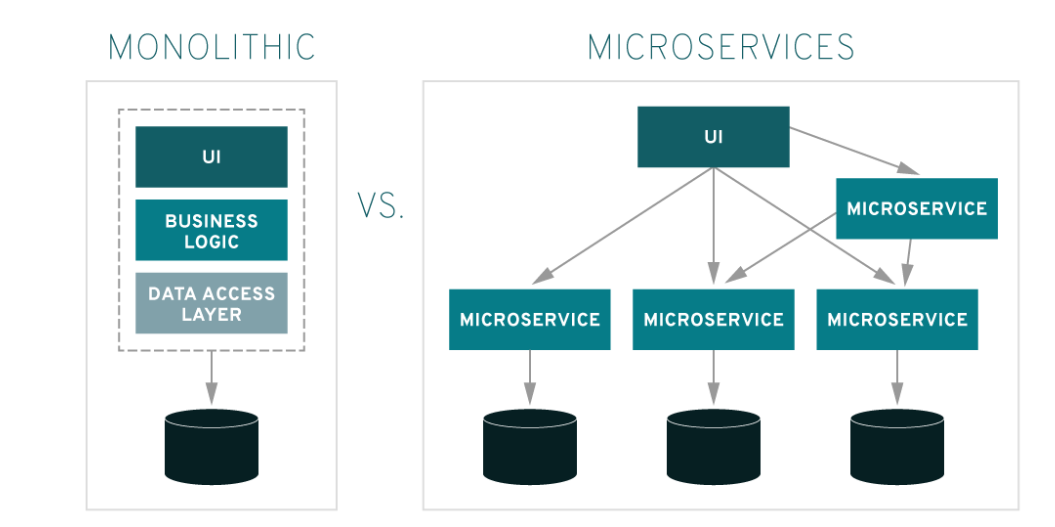 MONOLITHIC
UI
BUSINESS
LOGIC
DATA ACCESS
LAYER
VS.
MICROSERVICES
UI
MICROSERVICE
MICROSERVICE
MICROSERVICE
MICROSERVICE